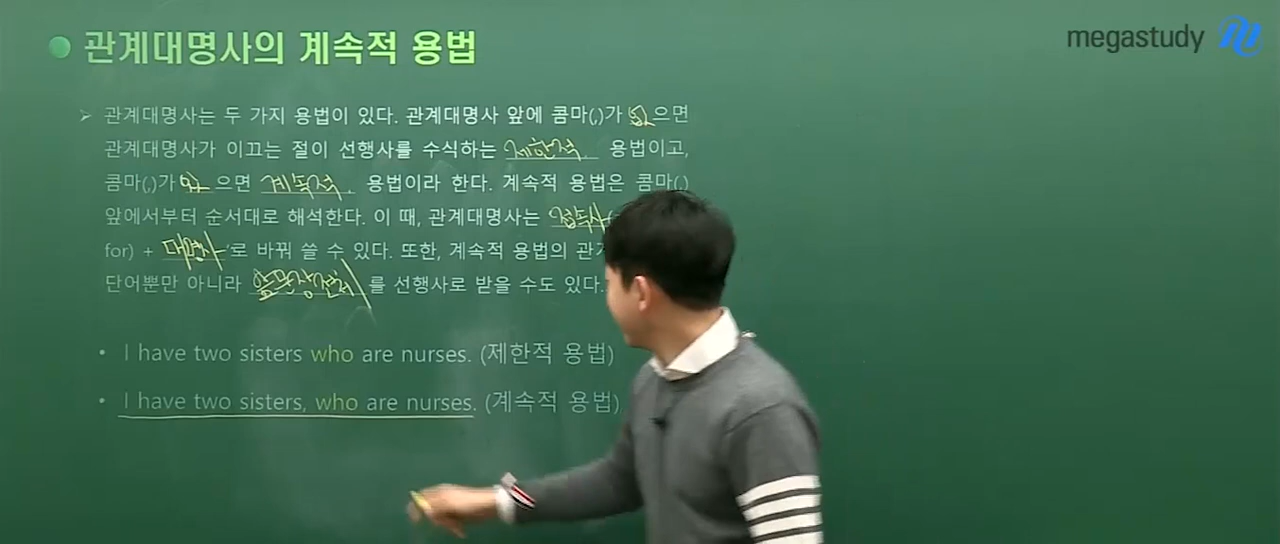 관계대명사의 계속적 용법
megastudy
관계대명사는 두 가지 용법이 있다. 관계대명사 앞에 콤마(,)가 없으면
관계대명사가 이끄는 절이 선행사를 수식하는 제한적 용법이고,
콤마(,)가 있으면 계속적 용법이라 한다. 계속적 용법은 콤마(,)
앞에서부터 순서대로 해석한다. 이 때, 관계대명사는 접속사
for) + 대명사'로 바꿔 쓸 수 있다. 또한, 계속적 용법의
단어뿐만 아니라 앞문장전체를 선행사로 받을 수도 있다.
• I have two sisters who are nurses. (제한적 용법)
• I have two sisters, who are nurses. (계속적 용법)